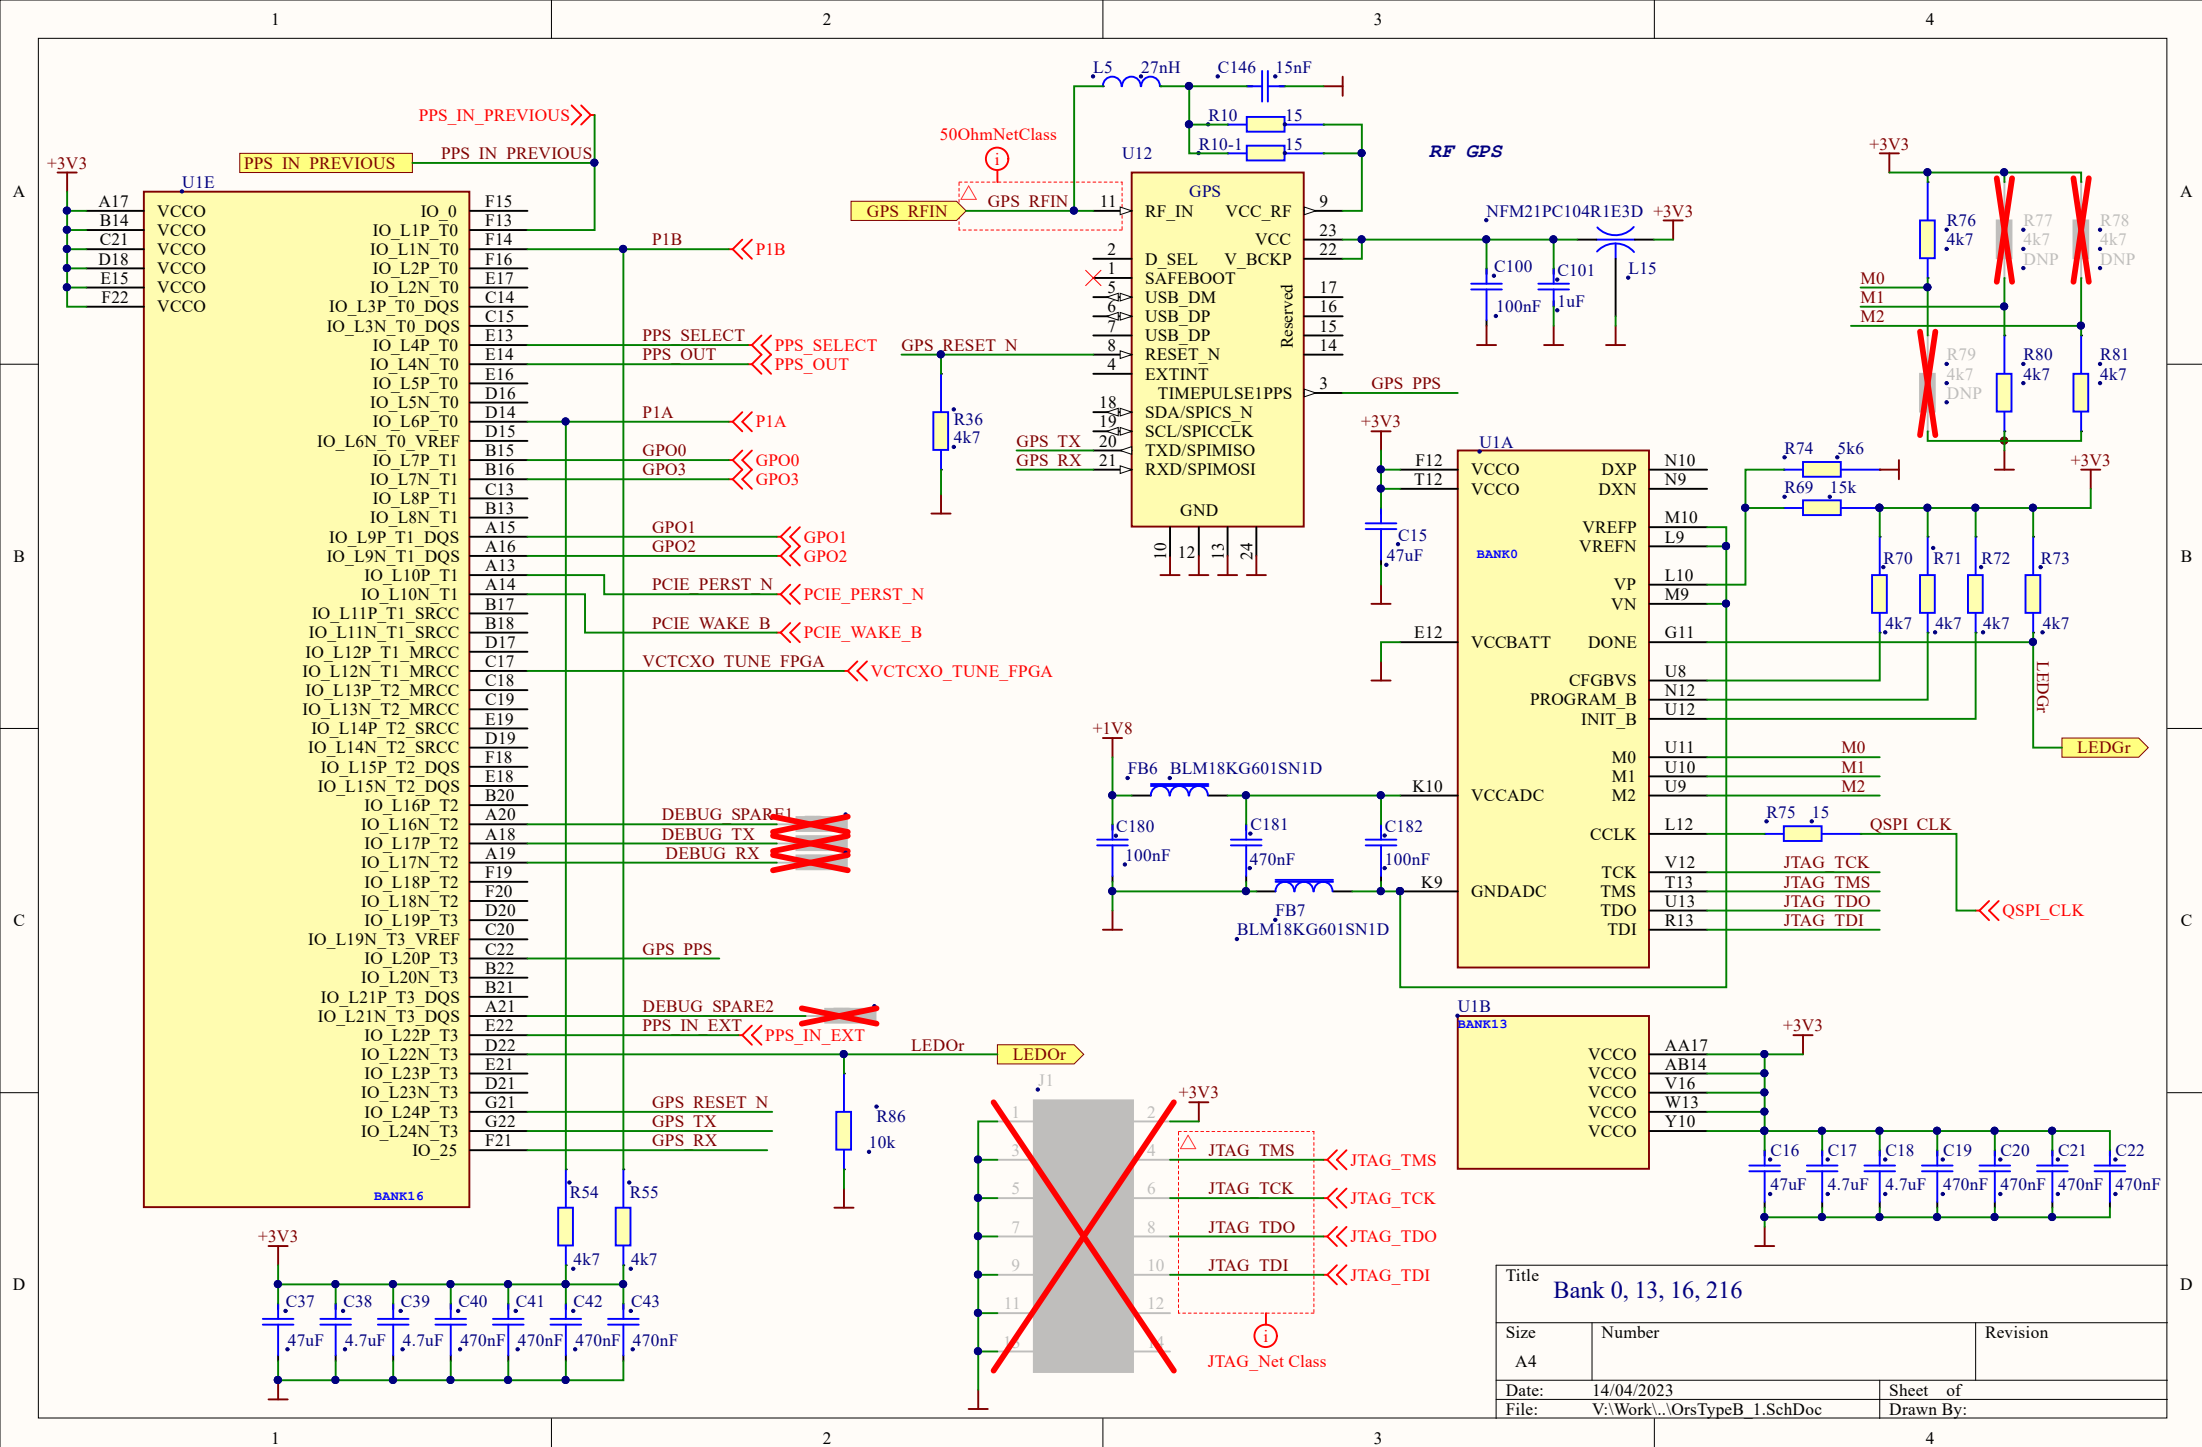 1 2 3 4
A
B
C
D
PPS_IN_PREVIOUS
PPS_IN_PREVIOUS
PPS_IN_PREVIOUS
+3V3
U1E
A17 VCCO
B14 VCCO
C21 VCCO
D18 VCCO
E15 VCCO
F22 VCCO
IO_0 F15
IO_L1P_T0 F13
IO_L1N_T0 F14 P1B P1B
IO_L2P_T0 F16
IO_L2N_T0 E17
IO_L3P_T0_DQS C14
IO_L3N_T0_DQS C15
IO_L4P_T0 E13 PPS_SELECT PPS_SELECT
IO_L4N_T0 E14 PPS_OUT PPS_OUT
IO_L5P_T0 E16
IO_L5N_T0 D16
IO_L6P_T0 D14 P1A P1A
IO_L6N_T0_VREF D15
IO_L7P_T1 B15 GPO0 GPO0
IO_L7N_T1 B16 GPO3 GPO3
IO_L8P_T1 C13
IO_L8N_T1 B13
IO_L9P_T1_DQS A15 GPO1 GPO1
IO_L9N_T1_DQS A16 GPO2 GPO2
IO_L10P_T1 A13 PCIE_PERST_N PCIE_PERST_N
IO_L10N_T1 A14 PCIE_WAKE_B PCIE_WAKE_B
IO_L11P_T1_SRCC B17
IO_L11N_T1_SRCC B18
IO_L12P_T1_MRCC D17
IO_L12N_T1_MRCC C17 VCTCXO_TUNE_FPGA VCTCXO_TUNE_FPGA
IO_L13P_T2_MRCC C18
IO_L13N_T2_MRCC C19
IO_L14P_T2_SRCC E19
IO_L14N_T2_SRCC D19
IO_L15P_T2_DQS F18
IO_L15N_T2_DQS E18
IO_L16P_T2 B20
IO_L16N_T2 A20 DEBUG_SPARE1
IO_L17P_T2 A18 DEBUG_TX
IO_L17N_T2 A19 DEBUG_RX
IO_L18P_T2 F19
IO_L18N_T2 F20
IO_L19P_T3 D20
IO_L19N_T3_VREF C20
IO_L20P_T3 C22 GPS_PPS
IO_L20N_T3 B22
IO_L21P_T3_DQS B21
IO_L21N_T3_DQS A21 DEBUG_SPARE2
IO_L22P_T3 E22 PPS_IN_EXT PPS_IN_EXT
IO_L22N_T3 D22 LEDOr LEDOr
IO_L23P_T3 E21
IO_L23N_T3 D21
IO_L24P_T3 G21 GPS_RESET_N
IO_L24N_T3 G22 GPS_TX
IO_25 F21 GPS_RX
BANK16
R54 4k7
R55 4k7
R86 10k
+3V3
C37 47uF
C38 4.7uF
C39 4.7uF
C40 470nF
C41 470nF
C42 470nF
C43 470nF
L5 27nH
C146 15nF
R10 15
R10-1 15
50OhmNetClass
GPS_RFIN
GPS_RFIN
RF GPS
U12
GPS
11 RF_IN
2 D_SEL
1 SAFEBOOT
5 USB_DM
6 USB_DP
7 USB_DP
8 RESET_N
4 EXTINT
18 SDA/SPICS_N
19 SCL/SPICCLK
20 TXD/SPIMISO
21 RXD/SPIMOSI
VCC_RF 9
VCC 23
V_BCKP 22
Reserved
17
16
15
14
TIMEPULSE1PPS 3
GPS_PPS
GND
10
12
13
24
GPS_RESET_N
R36 4k7
GPS_TX
GPS_RX
NFM21PC104R1E3D +3V3
L15
C100 100nF
C101 1uF
+3V3
R76 4k7
R77 4k7 DNP
R78 4k7 DNP
M0
M1
M2
R79 4k7 DNP
R80 4k7
R81 4k7
+3V3
C15 47uF
U1A
BANK0
F12 VCCO
T12 VCCO
E12 VCCBATT
K10 VCCADC
K9 GNDADC
DXP N10
DXN N9
VREFP M10
VREFN L9
VP L10
VN M9
DONE G11
CFGBVS U8
PROGRAM_B N12
INIT_B U12
M0 U11 M0
M1 U10 M1
M2 U9 M2
CCLK L12
TCK V12 JTAG_TCK
TMS T13 JTAG_TMS
TDO U13 JTAG_TDO
TDI R13 JTAG_TDI
R74 5k6
R69 15k
+3V3
R70 4k7
R71 4k7
R72 4k7
R73 4k7
LEDGr
LEDGr
R75 15
QSPI_CLK
QSPI_CLK
+1V8
FB6 BLM18KG601SN1D
C180 100nF
C181 470nF
C182 100nF
FB7
BLM18KG601SN1D
U1B
BANK13
VCCO AA17
VCCO AB14
VCCO V16
VCCO W13
VCCO Y10
+3V3
C16 47uF
C17 4.7uF
C18 4.7uF
C19 470nF
C20 470nF
C21 470nF
C22 470nF
J1
+3V3
1 2
3 4
5 6
7 8
9 10
11 12
JTAG_TMS JTAG_TMS
JTAG_TCK JTAG_TCK
JTAG_TDO JTAG_TDO
JTAG_TDI JTAG_TDI
JTAG_Net Class
Title
Bank 0, 13, 16, 216
Size Number Revision
A4
Date: 14/04/2023 Sheet of
File: V:\Work\..\OrsTypeB_1.SchDoc Drawn By:
1 2 3 4
A
B
C
D